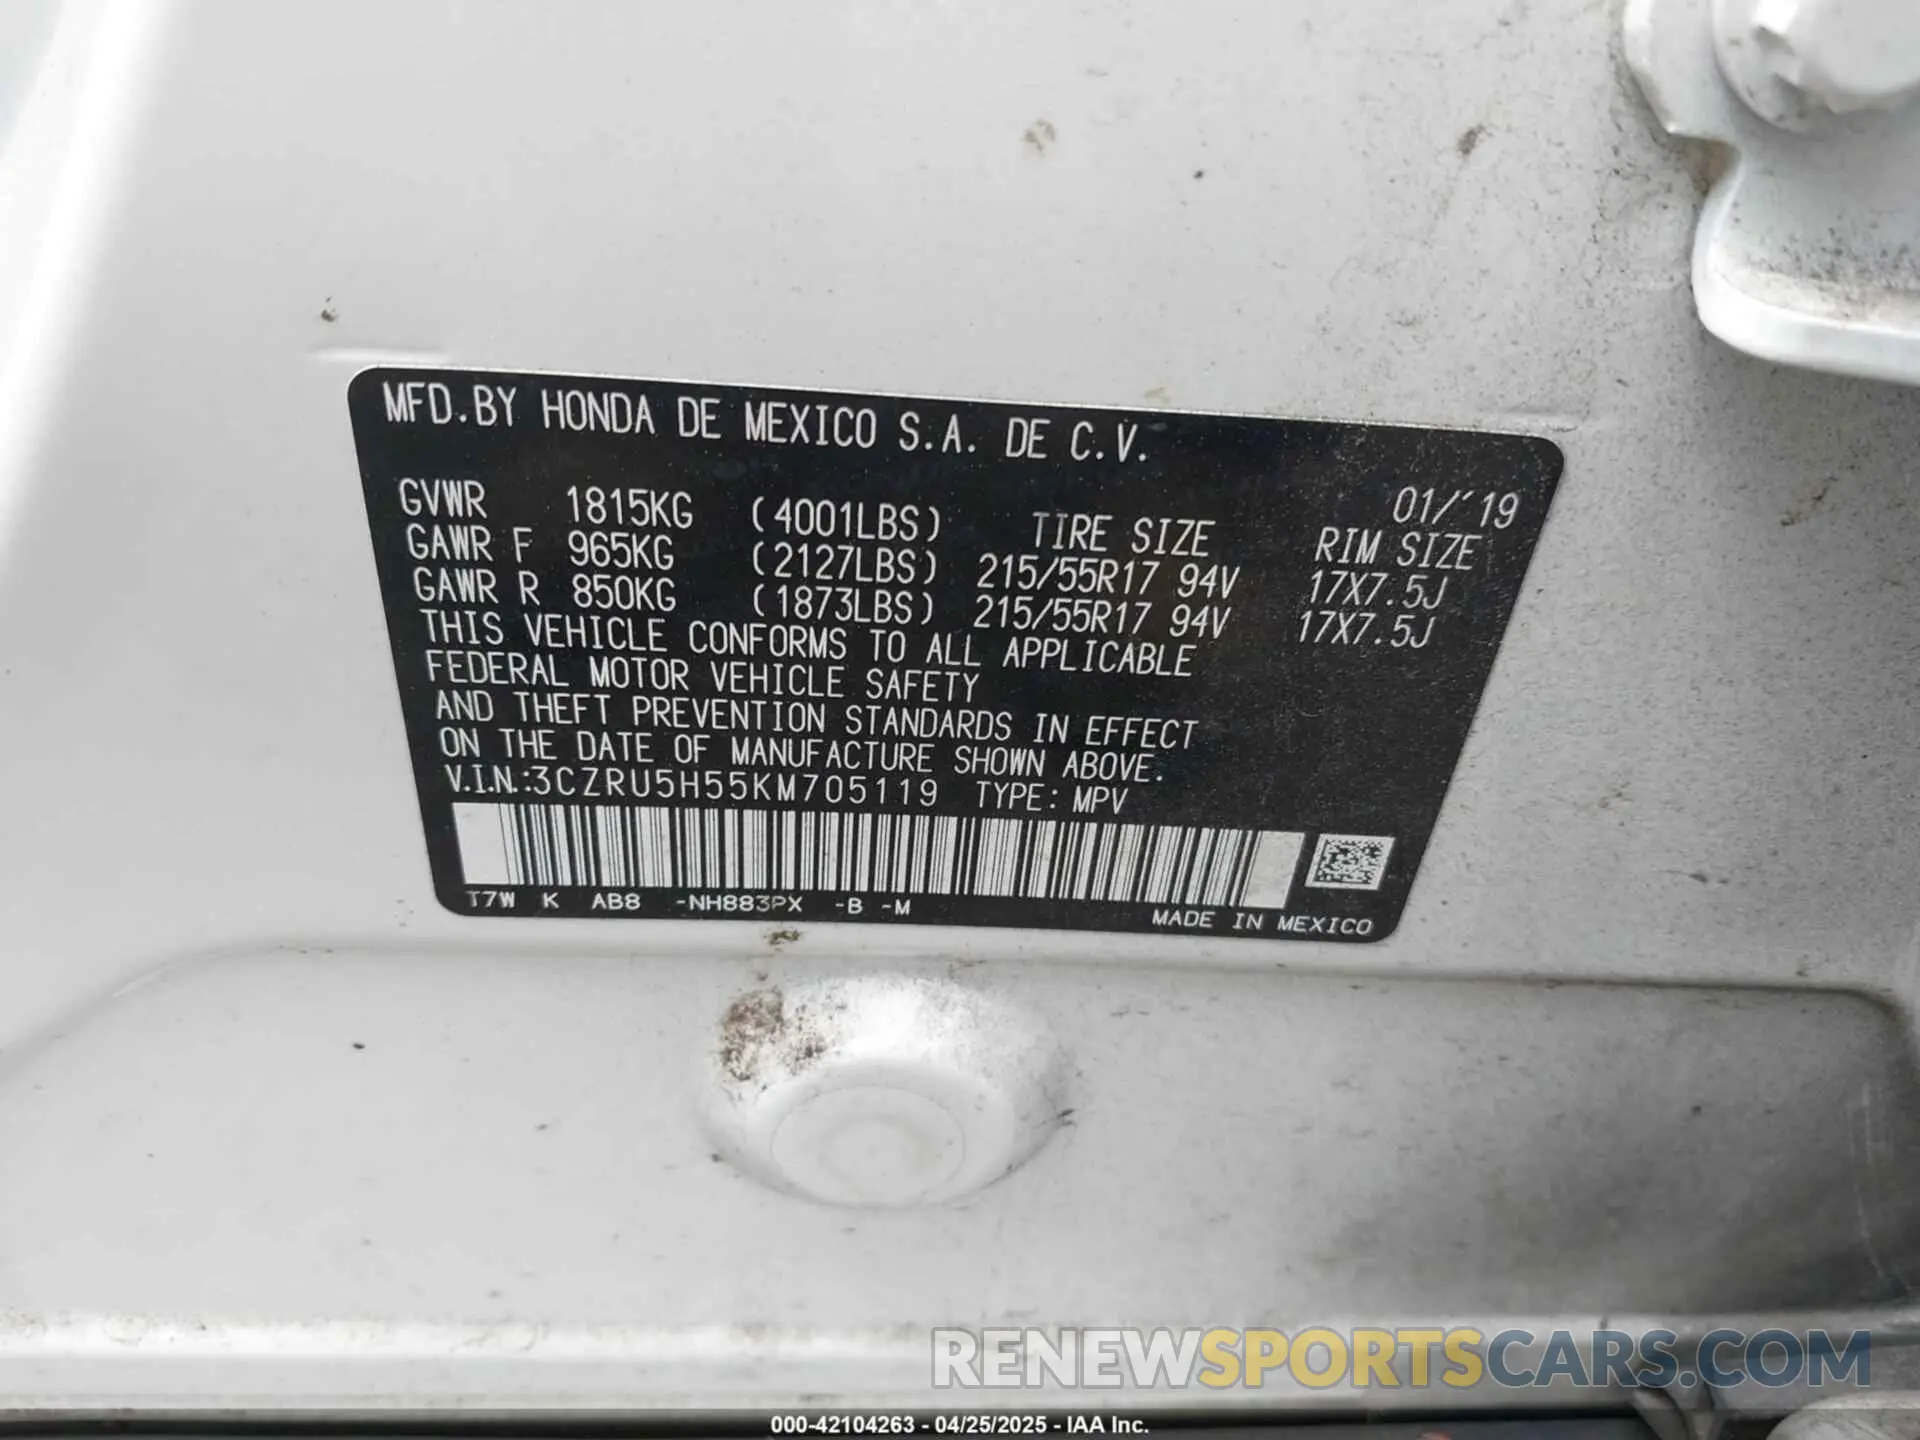 MFD.BY HONDA DE MEXICO S.A. DE C.V.
01/'19
GVWR 1815KG (4001LBS) TIRE SIZE RIM SIZE
GAWR F 965KG (2127LBS) 215/55R17 94V 17X7.5J
GAWR R 850KG (1873LBS) 215/55R17 94V 17X7.5J
THIS VEHICLE CONFORMS TO ALL APPLICABLE
FEDERAL MOTOR VEHICLE SAFETY
AND THEFT PREVENTION STANDARDS IN EFFECT
ON THE DATE OF MANUFACTURE SHOWN ABOVE.
V.I.N.:3CZRU5H55KM705119 TYPE: MPV
T7W K AB8 -NH883PX -B -M
MADE IN MEXICO
RENEWSPORTSCARS.COM
000-42104263 - 04/25/2025 - IAA Inc.